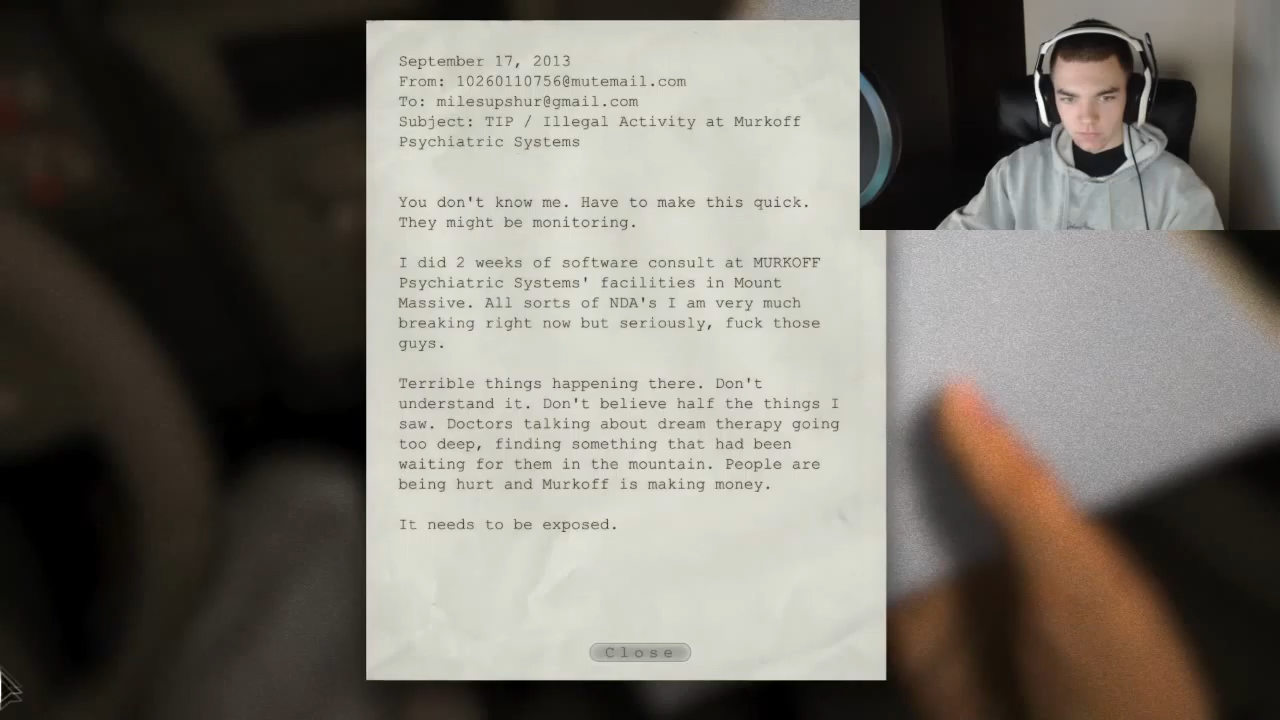 September 17, 2013
From: 10260110756@mutemail.com
To: milesupshur@gmail.com
Subject: TIP / Illegal Activity at Murkoff
Psychiatric Systems
You don't know me. Have to make this quick.
They might be monitoring.
I did 2 weeks of software consult at MURKOFF
Psychiatric Systems' facilities in Mount
Massive. All sorts of NDA's I am very much
breaking right now but seriously, fuck those
guys.
Terrible things happening there. Don't
understand it. Don't believe half the things I
saw. Doctors talking about dream therapy going
too deep, finding something that had been
waiting for them in the mountain. People are
being hurt and Murkoff is making money.
It needs to be exposed.
Close